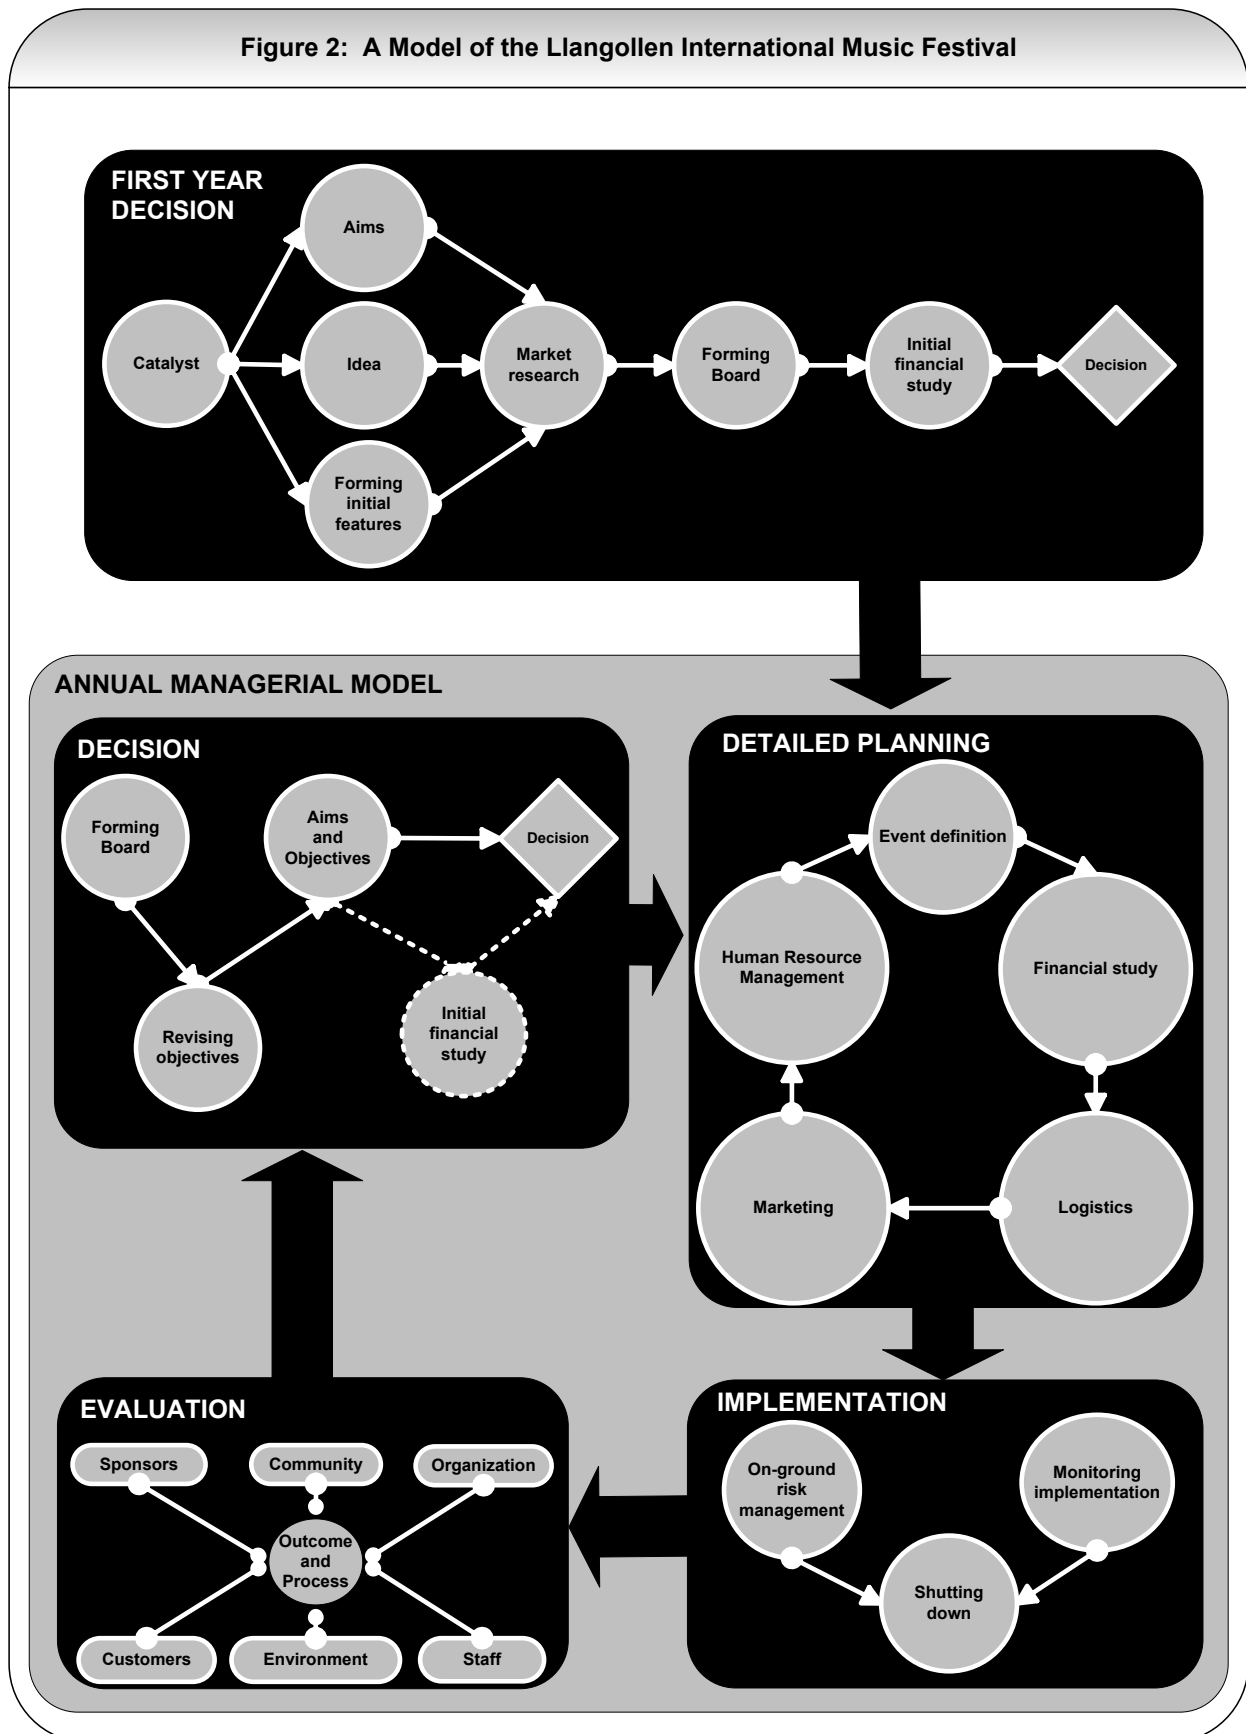 Figure 2: A Model of the Llangollen International Music Festival
FIRST YEAR
DECISION
Aims
Catalyst
Idea
Forming
initial
features
Market
research
Forming
Board
Initial
financial
study
Decision
ANNUAL MANAGERIAL MODEL
DECISION
Forming
Board
Revising
objectives
Aims
and
Objectives
Initial
financial
study
Decision
DETAILED PLANNING
Event definition
Financial study
Logistics
Marketing
Human Resource
Management
IMPLEMENTATION
On-ground
risk
management
Monitoring
implementation
Shutting
down
EVALUATION
Sponsors
Community
Organization
Outcome
and
Process
Customers
Environment
Staff